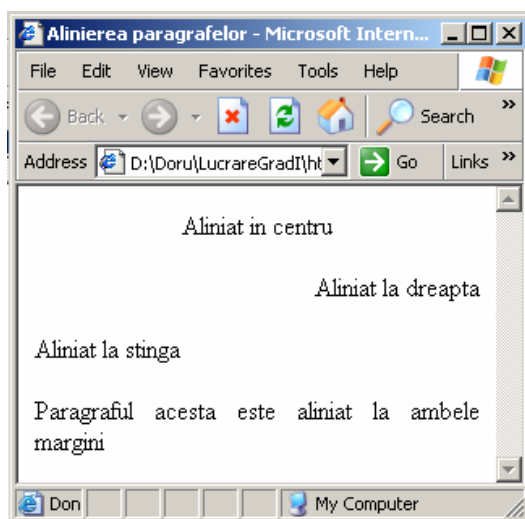 Alinierea paragrafelor - Microsoft Intern...
File Edit View Favorites Tools Help
Back Search »
Address D:\Doru\LucrareGradI\ht Go Links »
Aliniat in centru
Aliniat la dreapta
Aliniat la stinga
Paragraful acesta este aliniat la ambele
margini
Don My Computer